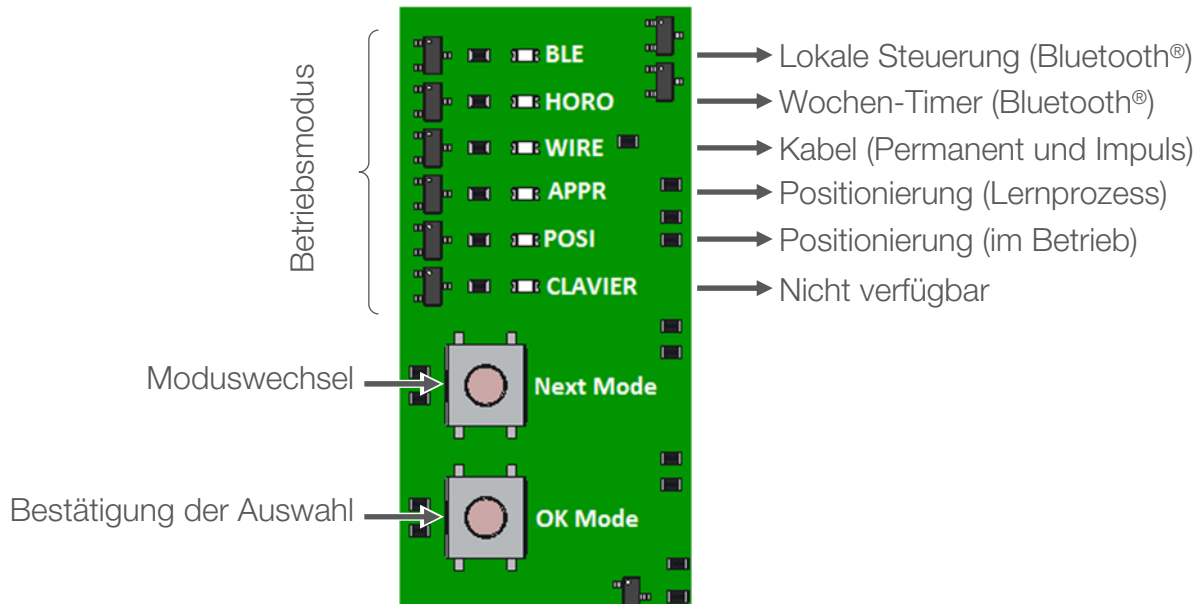 Betriebsmodus
BLE
Lokale Steuerung (Bluetooth®)
HORO
Wochen-Timer (Bluetooth®)
WIRE
Kabel (Permanent und Impuls)
APPR
Positionierung (Lernprozess)
POSI
Positionierung (im Betrieb)
CLAVIER
Nicht verfügbar
Moduswechsel
Next Mode
Bestätigung der Auswahl
OK Mode